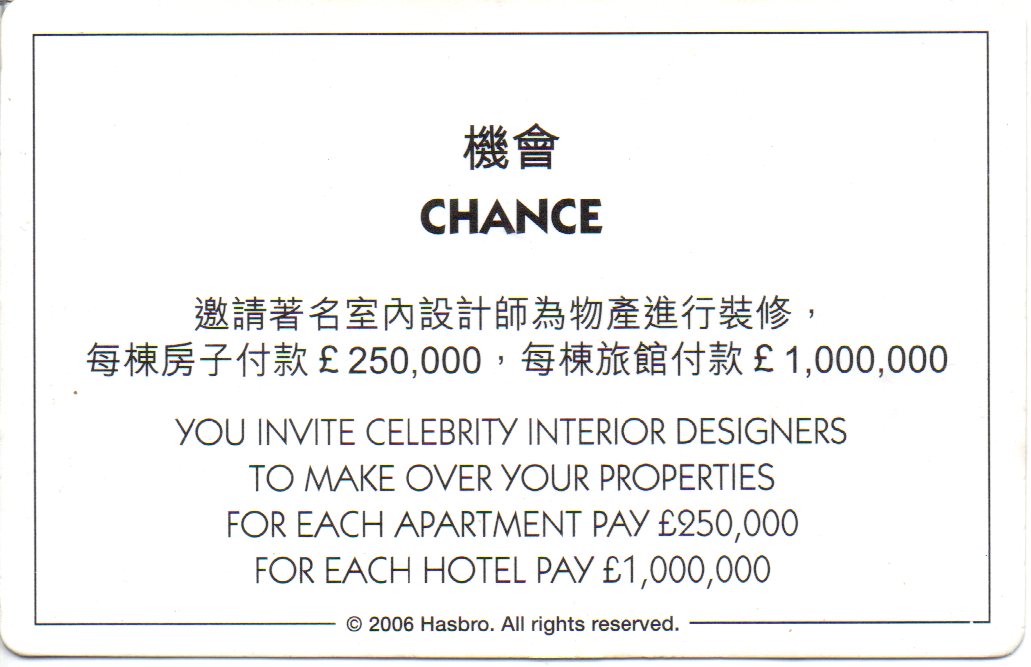 機會
CHANCE
邀請著名室內設計師為物產進行裝修，
每棟房子付款 £ 250,000，每棟旅館付款 £ 1,000,000
YOU INVITE CELEBRITY INTERIOR DESIGNERS
TO MAKE OVER YOUR PROPERTIES
FOR EACH APARTMENT PAY £250,000
FOR EACH HOTEL PAY £1,000,000
© 2006 Hasbro. All rights reserved.